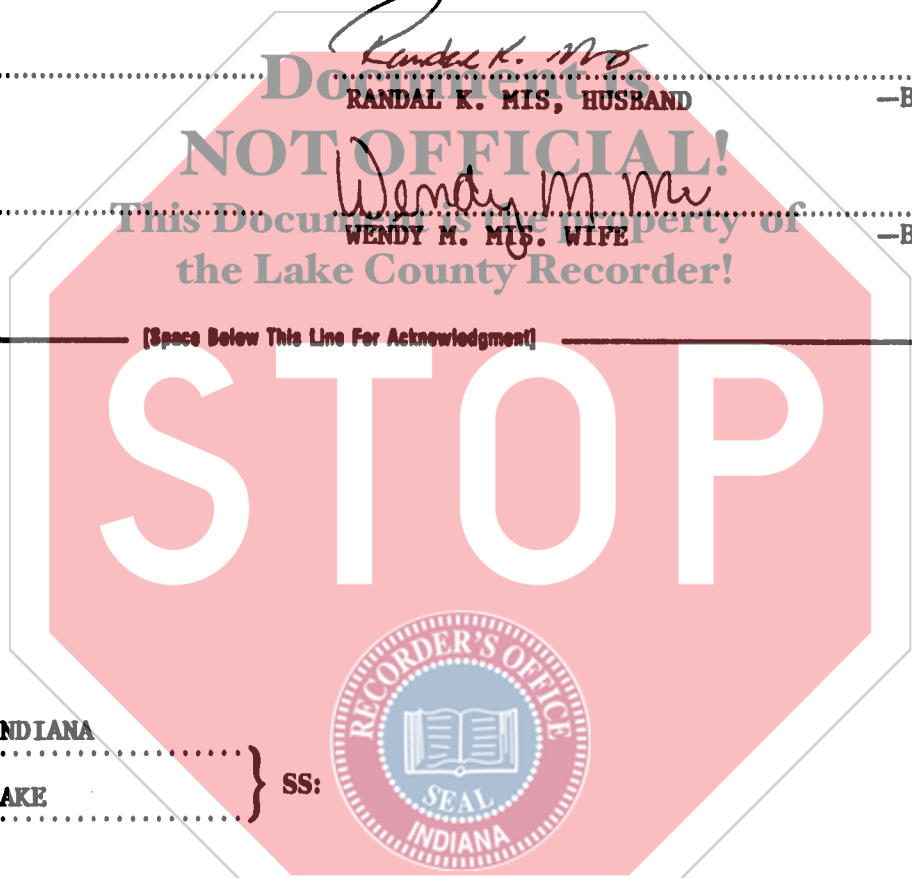 Randal K. Mis
Document is
RANDAL K. MIS, HUSBAND —B
NOT OFFICIAL!
Wendy M Mis
This Document is the property of
WENDY M. MIS. WIFE —B
the Lake County Recorder!
[Space Below This Line For Acknowledgment]
STOP
RECORDER'S OFFICE
NDIANA
AKE
SS:
SEAL
INDIANA